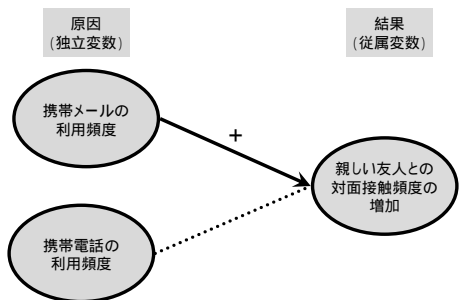 原因
(独立変数)
結果
(従属変数)
携帯メールの
利用頻度
+
親しい友人との
対面接触頻度の
増加
携帯電話の
利用頻度